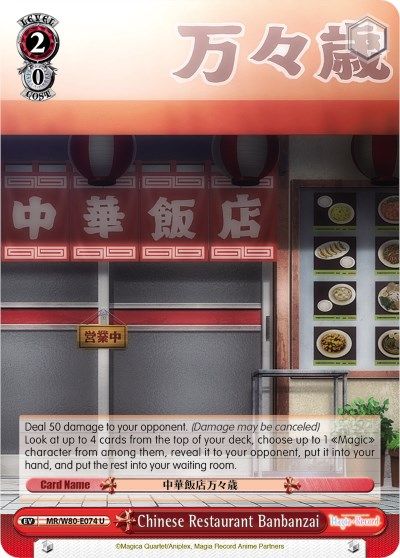 LEVEL
2
0
COST
万々歳
中華飯店
営業中
Deal 50 damage to your opponent. (Damage may be canceled)
Look at up to 4 cards from the top of your deck, choose up to 1 «Magic»
character from among them, reveal it to your opponent, put it into your
hand, and put the rest into your waiting room.
Card Name 中華飯店万々歳
EV MR/W80-E074 U Chinese Restaurant Banbanzai Magia Record
©Magica Quartet/Aniplex, Magia Record Anime Partners